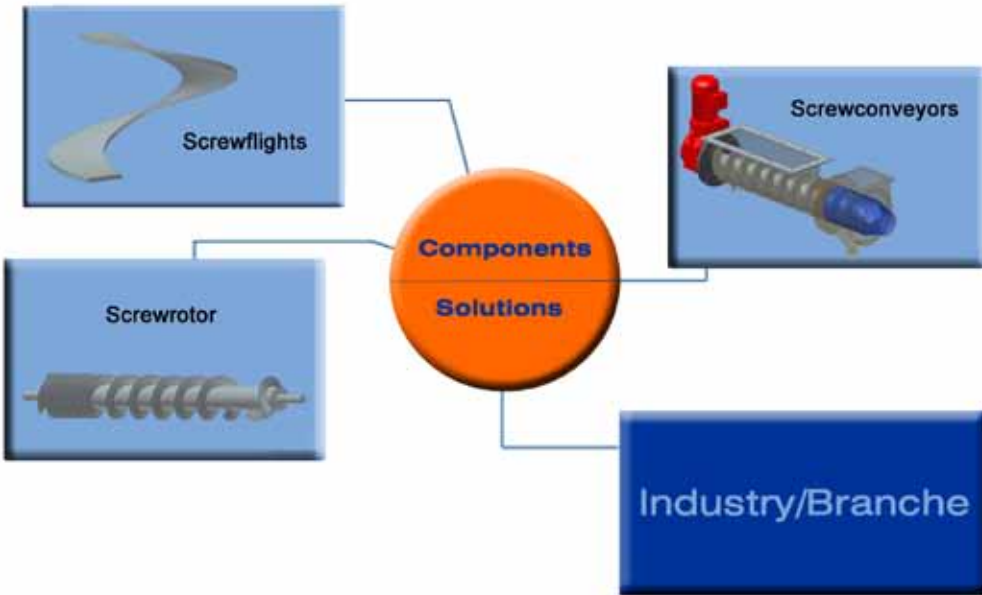 Screwflights
Screwconveyors
Components
Solutions
Screwrotor
Industry/Branche